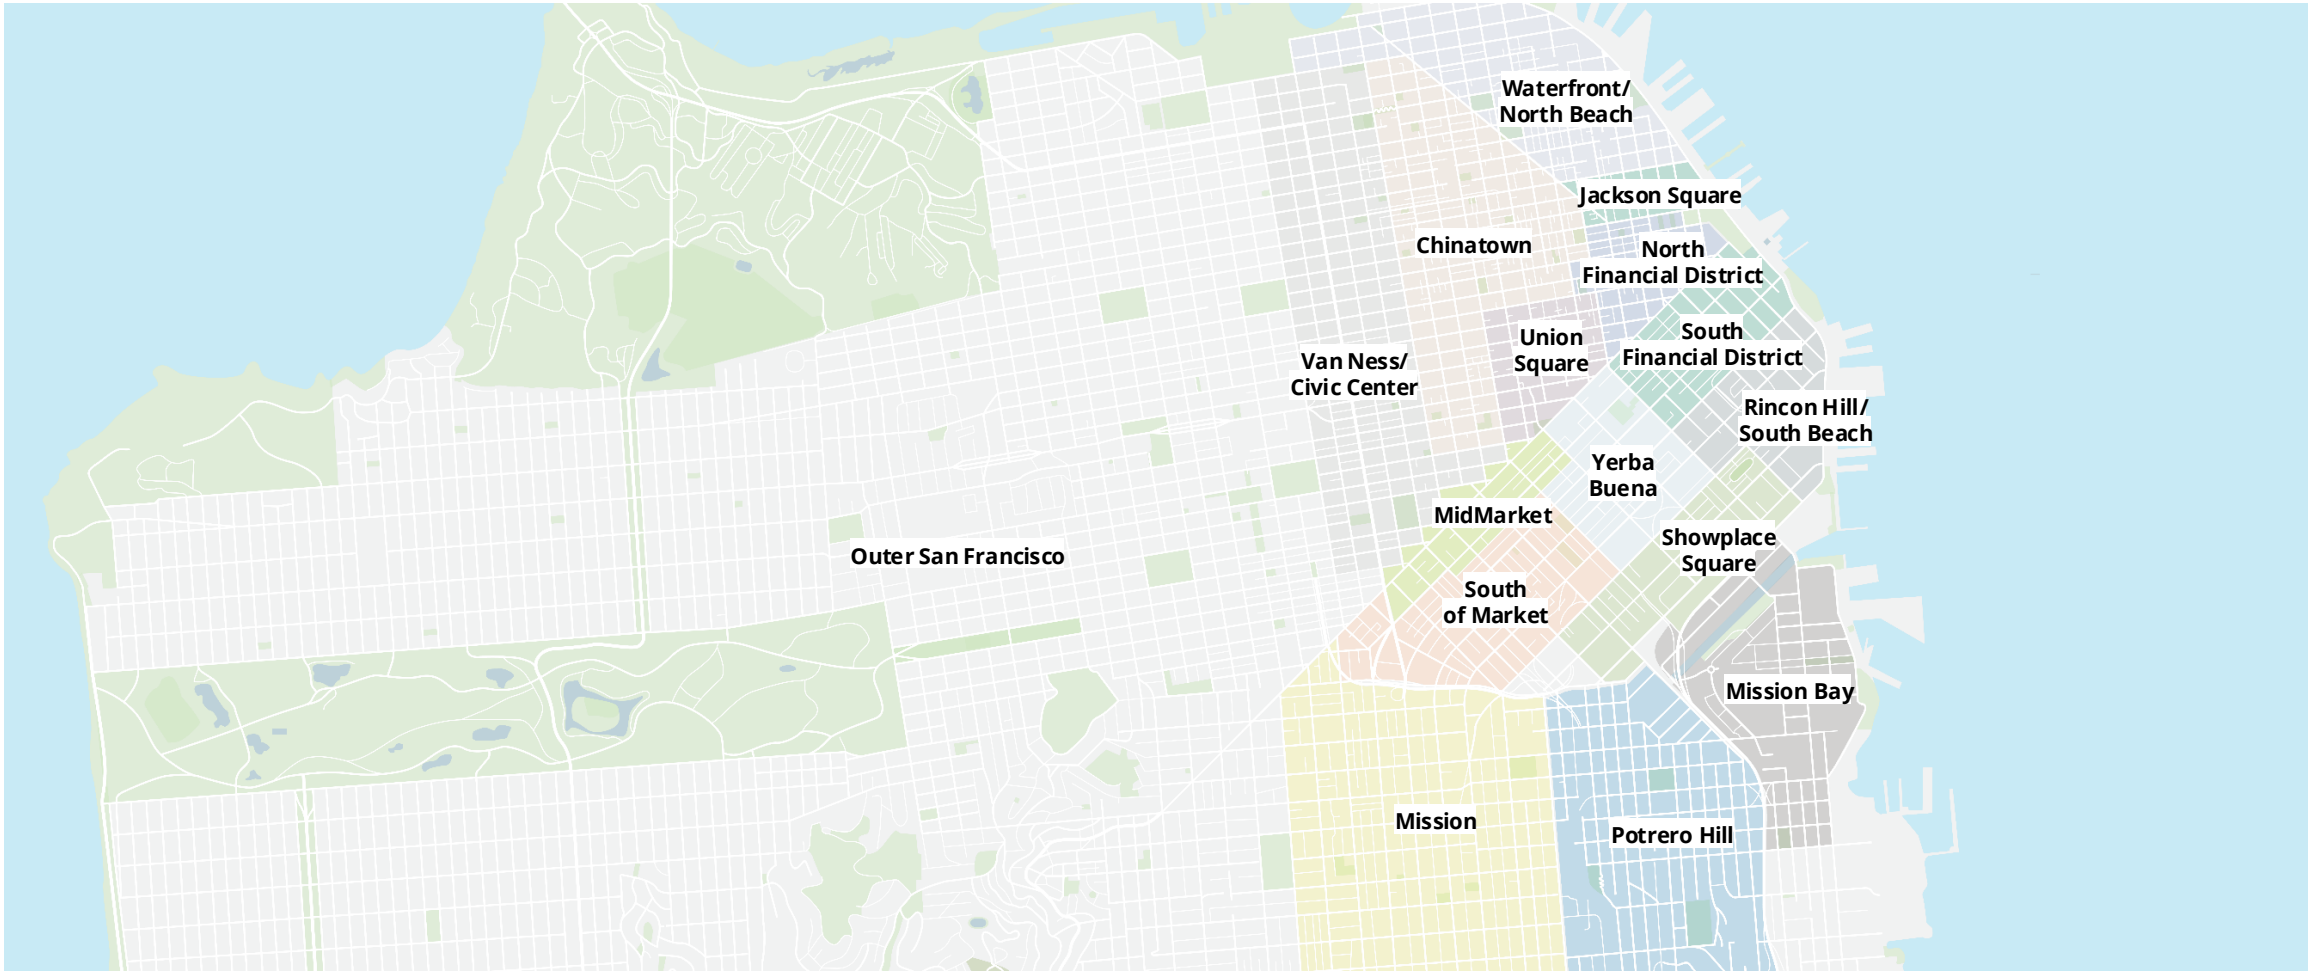 Waterfront/
North Beach
Jackson Square
Chinatown
North
Financial District
South
Financial District
Union
Square
Van Ness/
Civic Center
Rincon Hill/
South Beach
Yerba
Buena
MidMarket
Showplace
Square
Outer San Francisco
South
of Market
Mission Bay
Mission
Potrero Hill